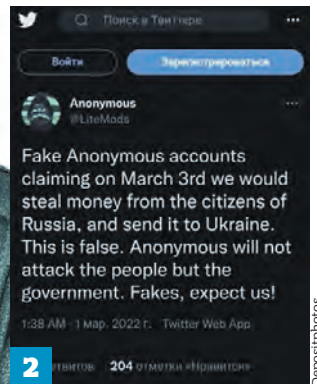 Поиск в Твиттере
Войти
Зарегистрироваться
Anonymous
@LiteMods
Fake Anonymous accounts
claiming on March 3rd we would
steal money from the citizens of
Russia, and send it to Ukraine.
This is false. Anonymous will not
attack the people but the
government. Fakes, expect us!
1:38 AM · 1 мар. 2022 г. · Twitter Web App
2 ретвитов 204 отметки «Нравится»
Depositphotos